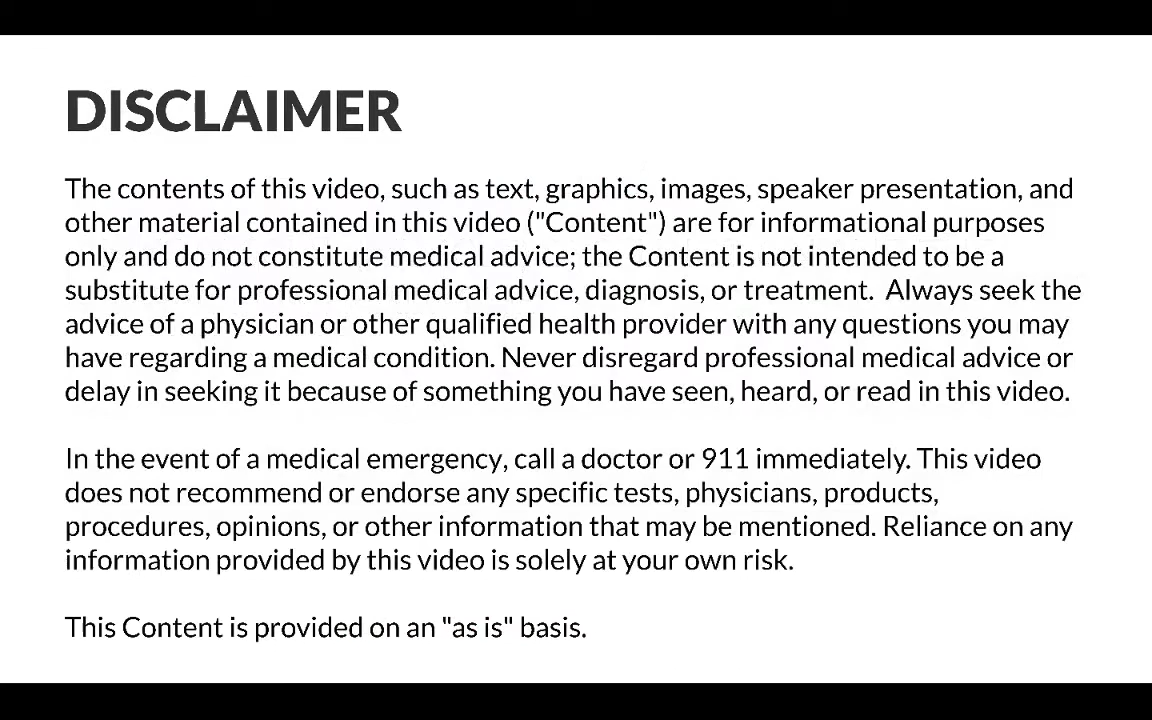 DISCLAIMER
The contents of this video, such as text, graphics, images, speaker presentation, and
other material contained in this video ("Content") are for informational purposes
only and do not constitute medical advice; the Content is not intended to be a
substitute for professional medical advice, diagnosis, or treatment.  Always seek the
advice of a physician or other qualified health provider with any questions you may
have regarding a medical condition. Never disregard professional medical advice or
delay in seeking it because of something you have seen, heard, or read in this video.
In the event of a medical emergency, call a doctor or 911 immediately. This video
does not recommend or endorse any specific tests, physicians, products,
procedures, opinions, or other information that may be mentioned. Reliance on any
information provided by this video is solely at your own risk.
This Content is provided on an "as is" basis.